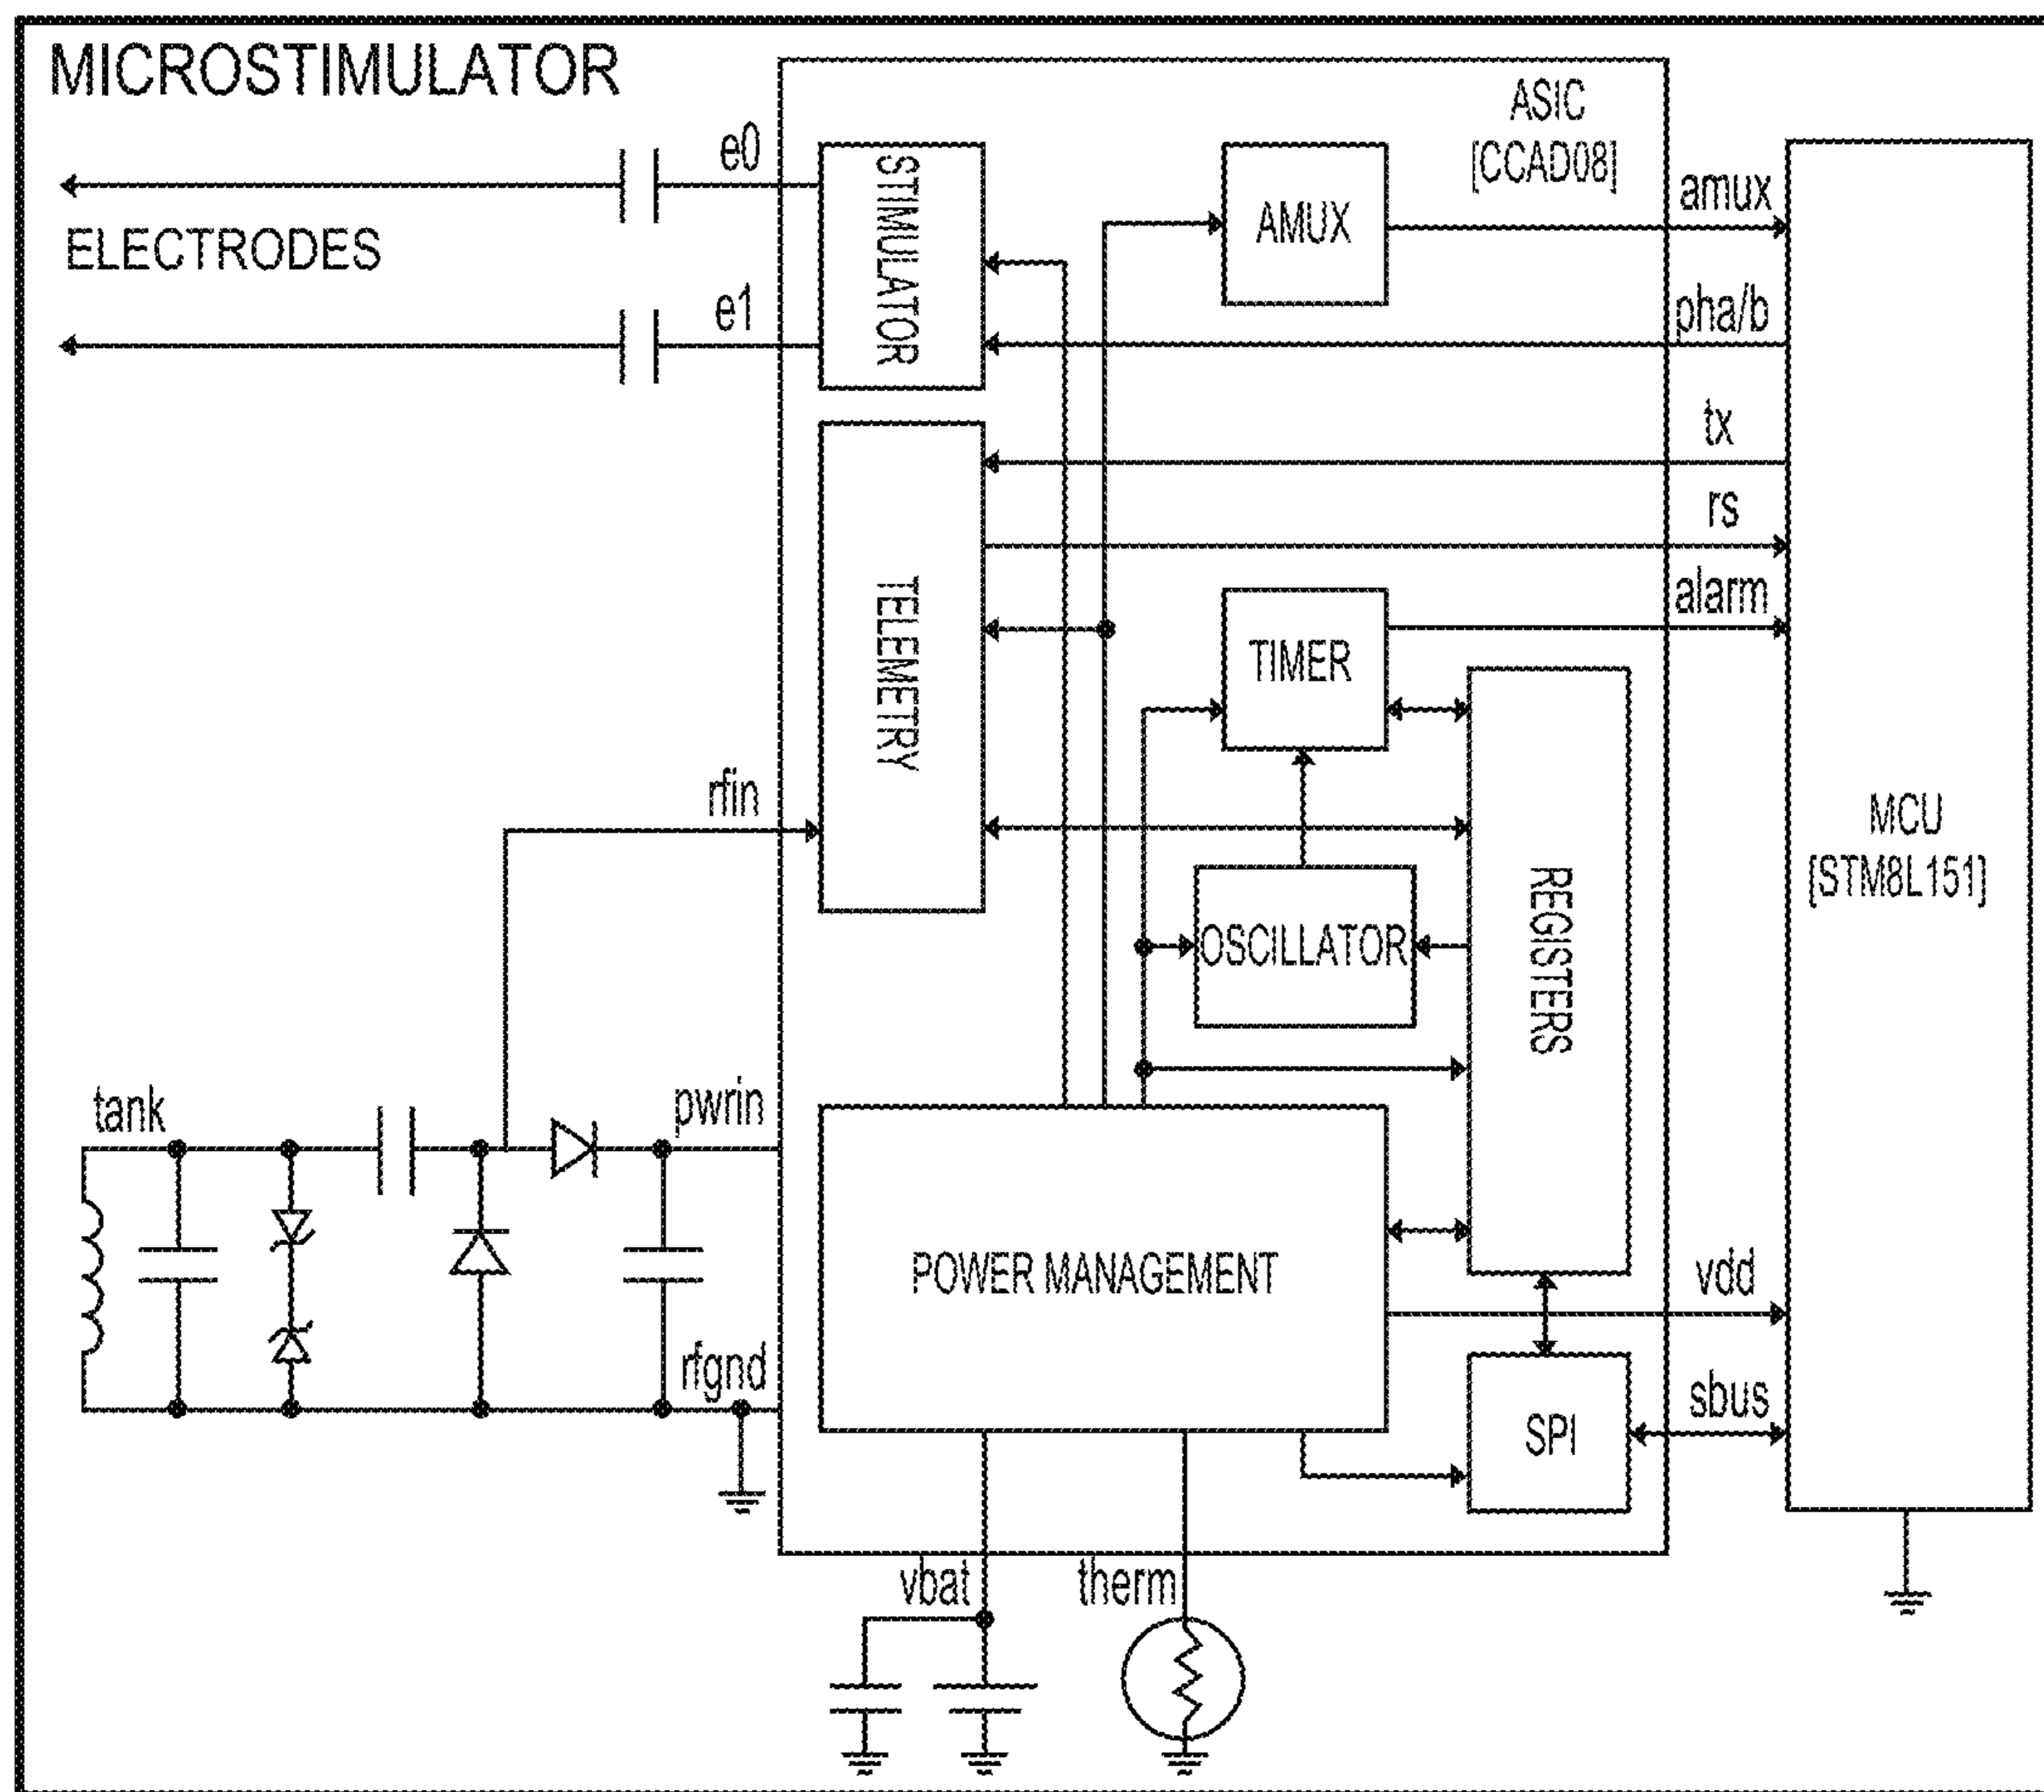 MICROSTIMULATOR
ASIC
[CCAD08]
e0
STIMULATOR
AMUX
amux
ELECTRODES
e1
pha/b
tx
rs
TELEMETRY
TIMER
alarm
rfin
MCU
[STM8L151]
OSCILLATOR
REGISTERS
tank
pwrin
POWER MANAGEMENT
vdd
rfgnd
SPI
sbus
vbat
therm